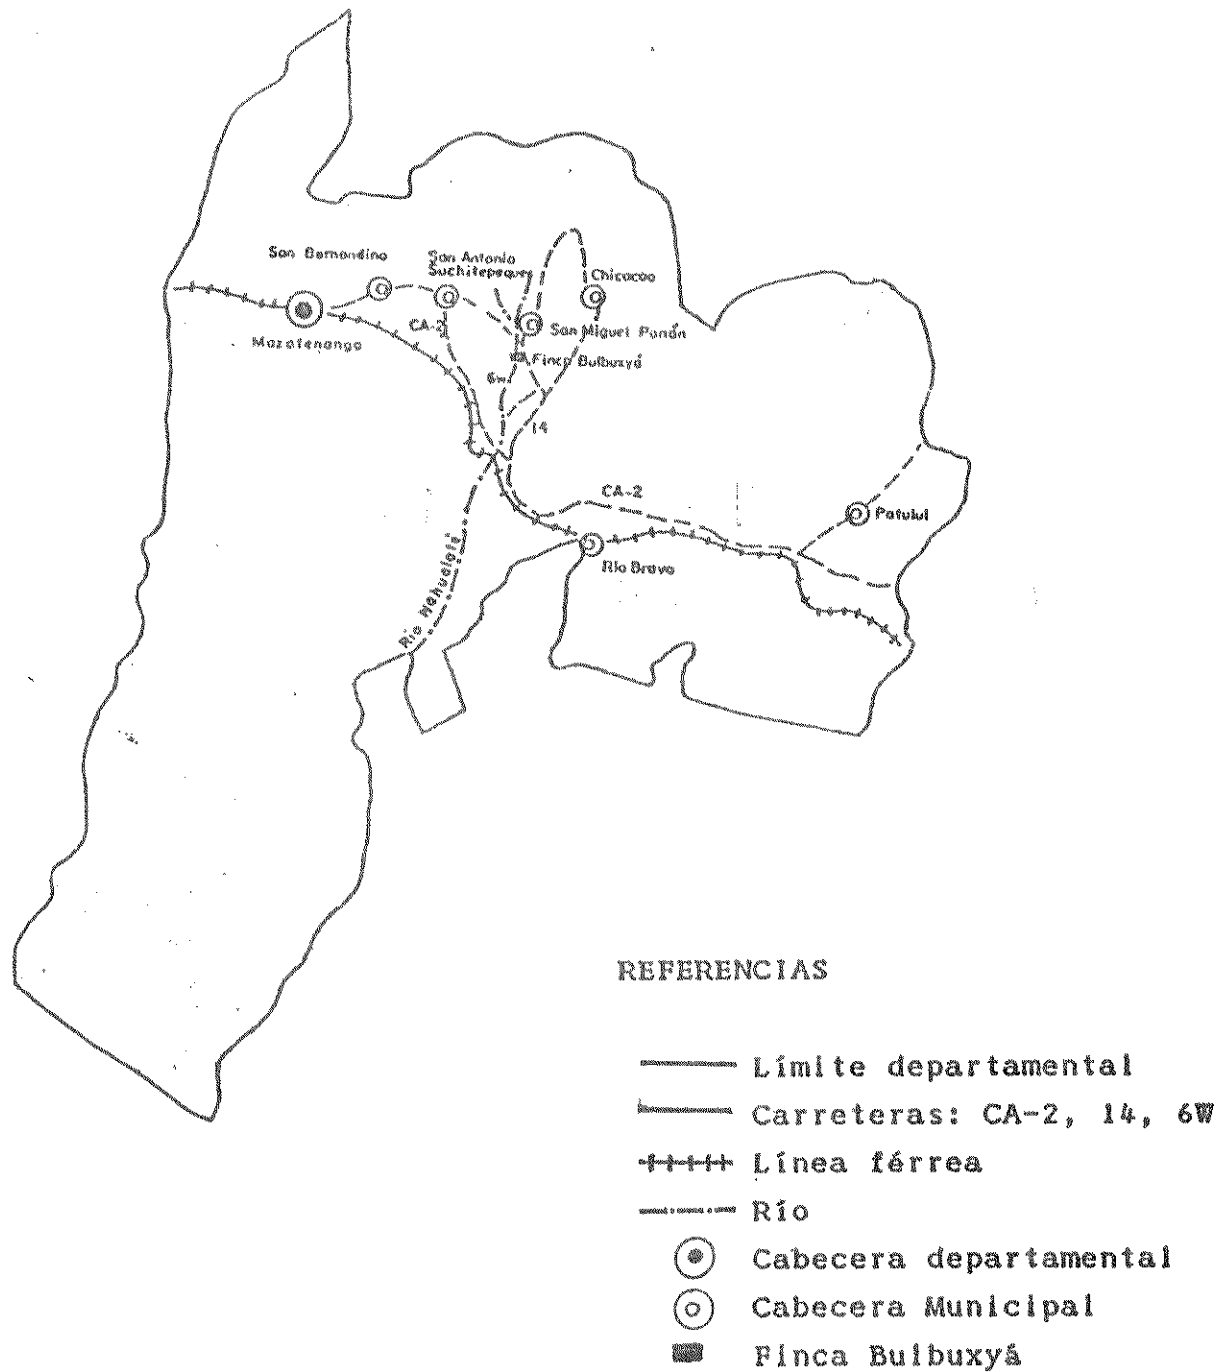 San Bernandino
San Antonio
Suchitepequez
Chicacao
CA-2
San Miguel Panán
Mazatenango
Finca Bulbuxyá
6w
14
CA-2
Patulul
Río Nahualate
Río Bravo
REFERENCIAS
Límite departamental
Carreteras: CA-2, 14, 6W
Línea férrea
Río
Cabecera departamental
Cabecera Municipal
Finca Bulbuxyá